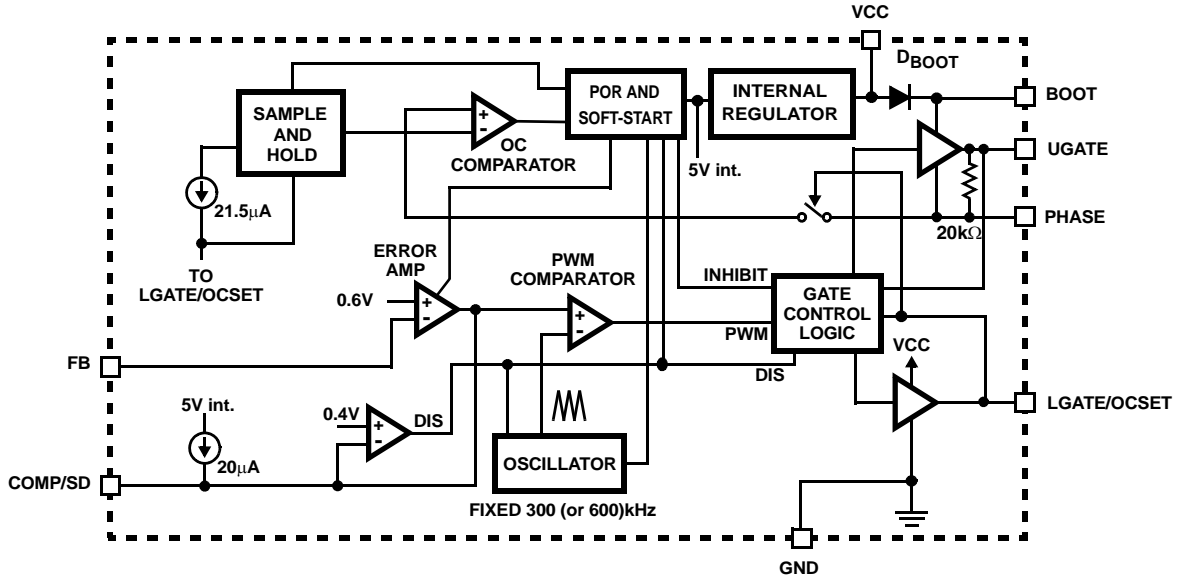 VCC
D_BOOT
BOOT
SAMPLE
AND
HOLD
POR AND
SOFT-START
INTERNAL
REGULATOR
+
-
OC
COMPARATOR
5V int.
UGATE
21.5μA
PHASE
20kΩ
TO
LGATE/OCSET
ERROR
AMP
PWM
COMPARATOR
INHIBIT
GATE
CONTROL
LOGIC
0.6V
+
-
+
-
PWM
VCC
FB
DIS
5V int.
0.4V
+
-
DIS
LGATE/OCSET
20μA
OSCILLATOR
COMP/SD
FIXED 300 (or 600)kHz
GND